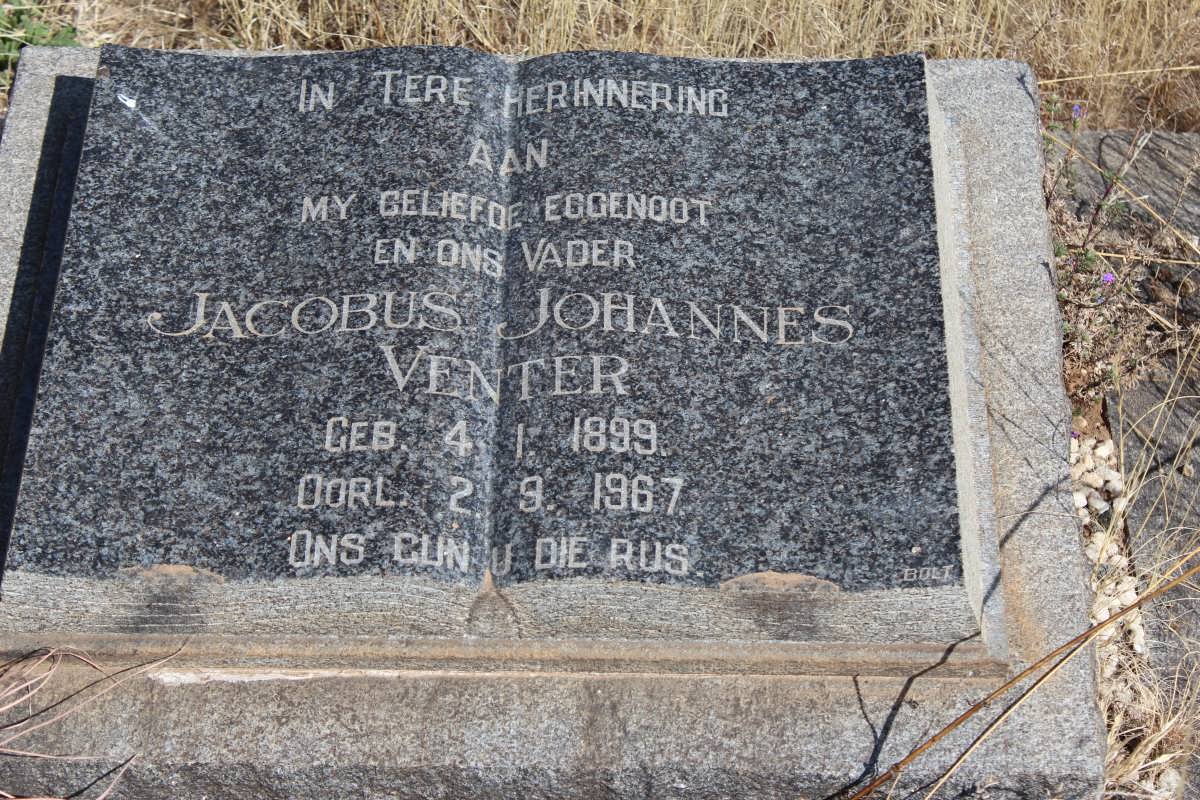 IN TERE HERINNERING
AAN
MY GELIEFDE EGGENOOT
EN ONS VADER
JACOBUS JOHANNES
VENTER
GEB. 4. 1. 1899.
OORL. 2. 9. 1967
ONS GUN U DIE RUS
BOLT